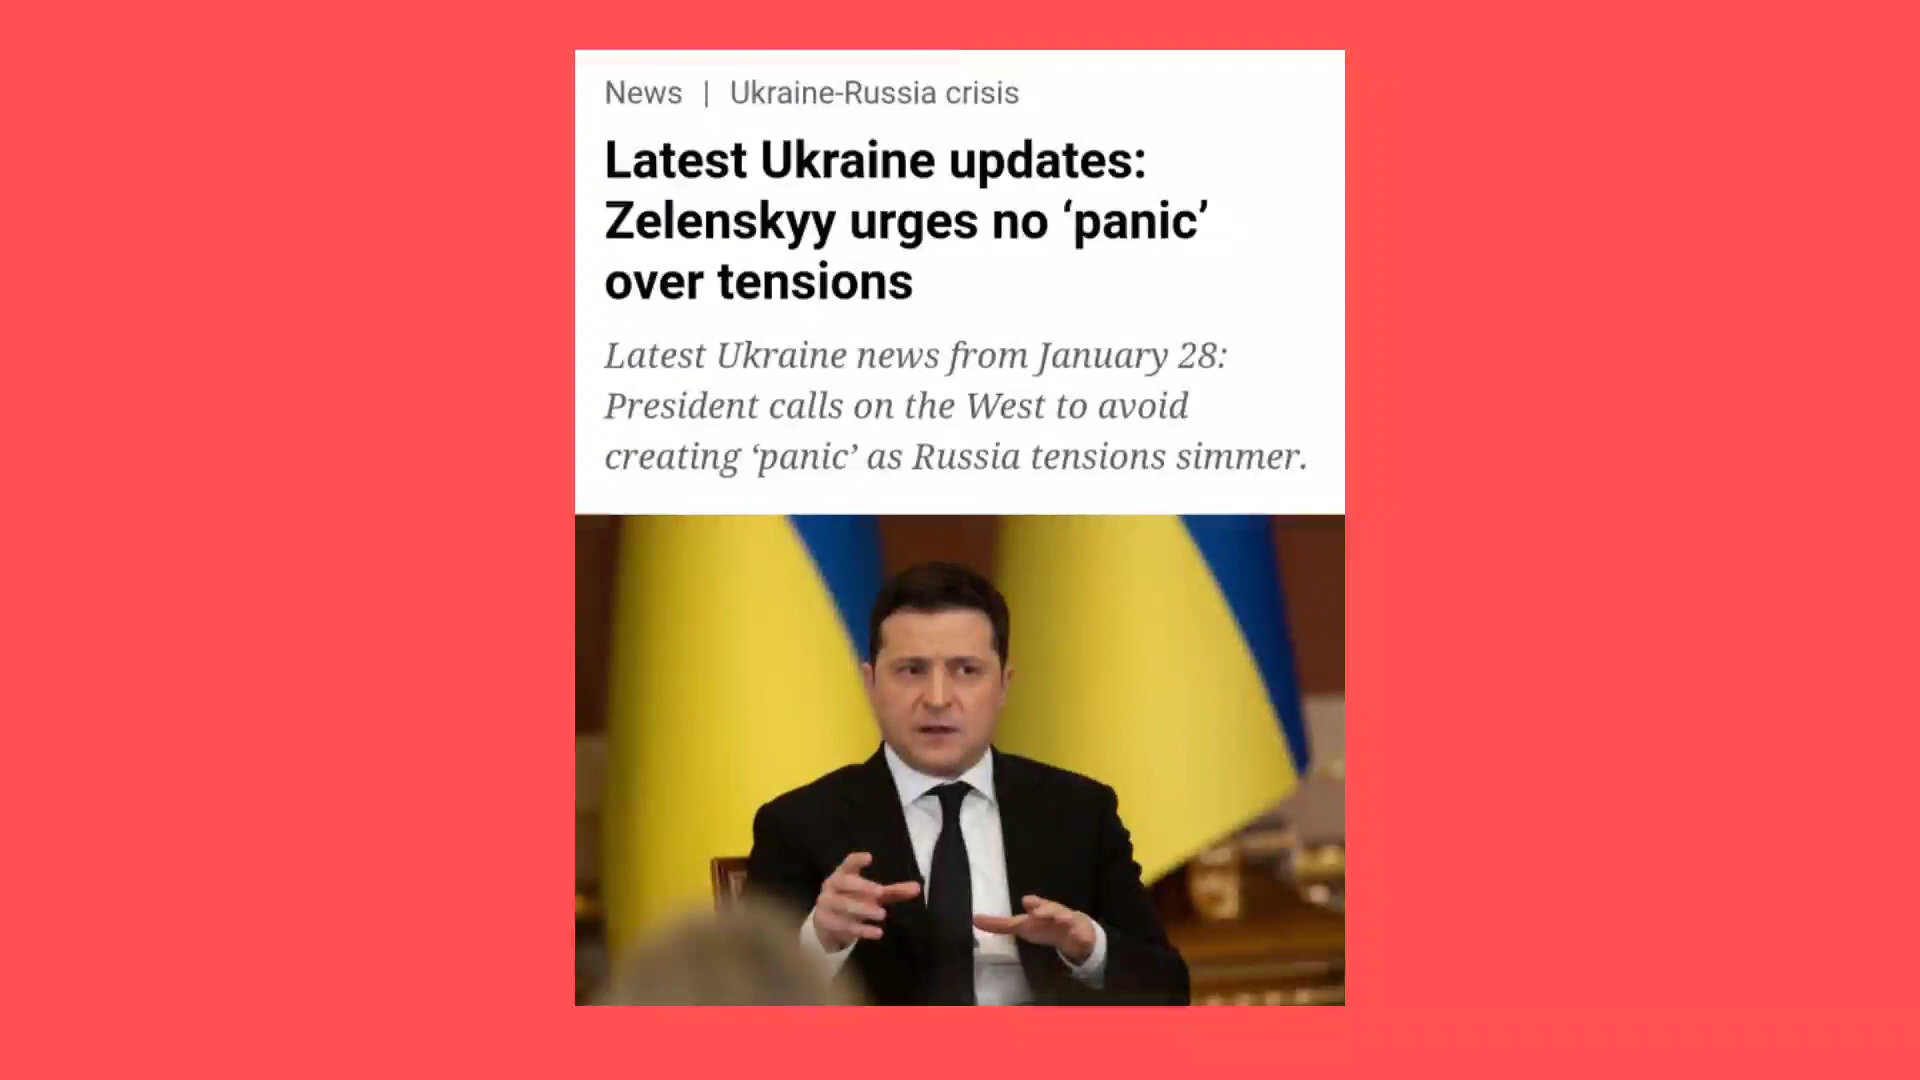 News | Ukraine-Russia crisis
Latest Ukraine updates:
Zelenskyy urges no ‘panic’
over tensions
Latest Ukraine news from January 28:
President calls on the West to avoid
creating ‘panic’ as Russia tensions simmer.